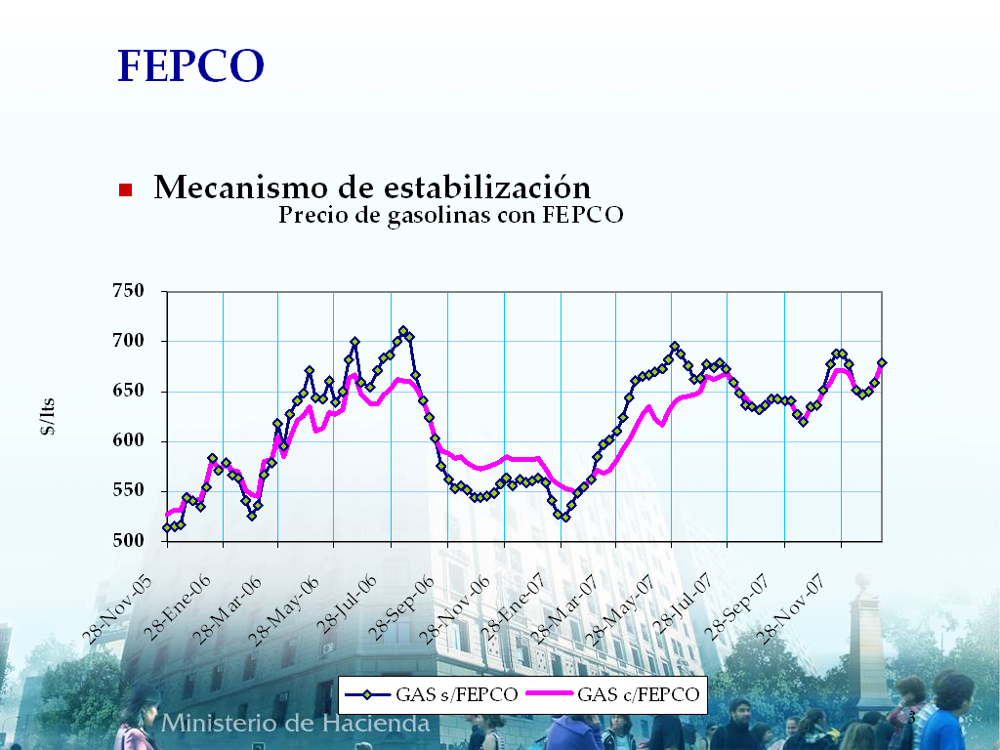 FEPCO
Mecanismo de estabilización
Precio de gasolinas con FEPCO
750
700
650
600
550
500
$/lts
28-Nov-05
28-Ene-06
28-Mar-06
28-May-06
28-Jul-06
28-Sep-06
28-Nov-06
28-Ene-07
28-Mar-07
28-May-07
28-Jul-07
28-Sep-07
28-Nov-07
GAS s/FEPCO
GAS c/FEPCO
Ministerio de Hacienda
3